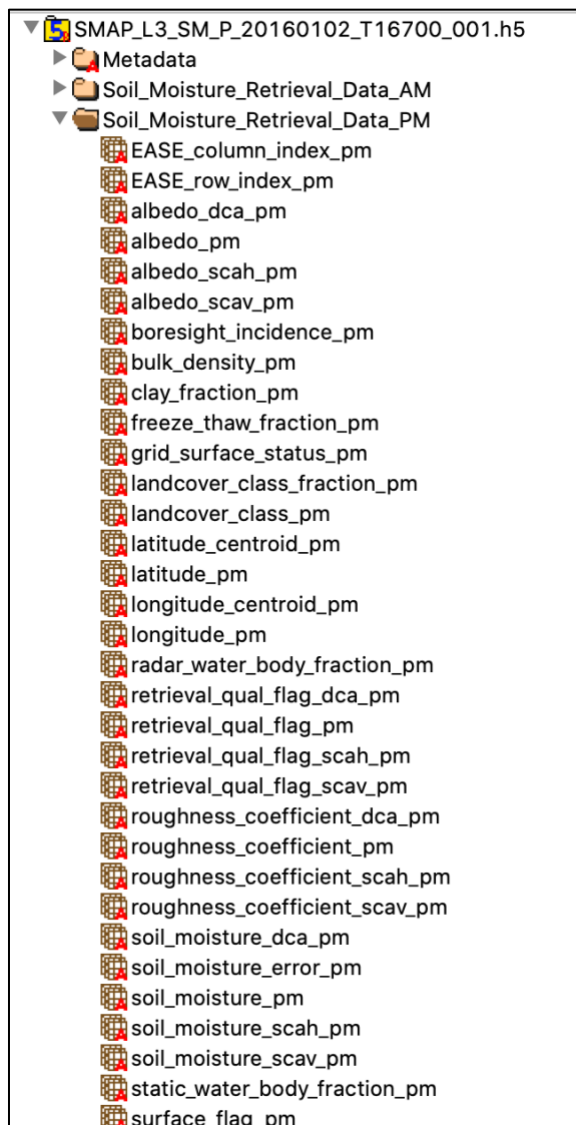 SMAP_L3_SM_P_20160102_T16700_001.h5
Metadata
Soil_Moisture_Retrieval_Data_AM
Soil_Moisture_Retrieval_Data_PM
EASE_column_index_pm
EASE_row_index_pm
albedo_dca_pm
albedo_pm
albedo_scah_pm
albedo_scav_pm
boresight_incidence_pm
bulk_density_pm
clay_fraction_pm
freeze_thaw_fraction_pm
grid_surface_status_pm
landcover_class_fraction_pm
landcover_class_pm
latitude_centroid_pm
latitude_pm
longitude_centroid_pm
longitude_pm
radar_water_body_fraction_pm
retrieval_qual_flag_dca_pm
retrieval_qual_flag_pm
retrieval_qual_flag_scah_pm
retrieval_qual_flag_scav_pm
roughness_coefficient_dca_pm
roughness_coefficient_pm
roughness_coefficient_scah_pm
roughness_coefficient_scav_pm
soil_moisture_dca_pm
soil_moisture_error_pm
soil_moisture_pm
soil_moisture_scah_pm
soil_moisture_scav_pm
static_water_body_fraction_pm
surface_flag_pm